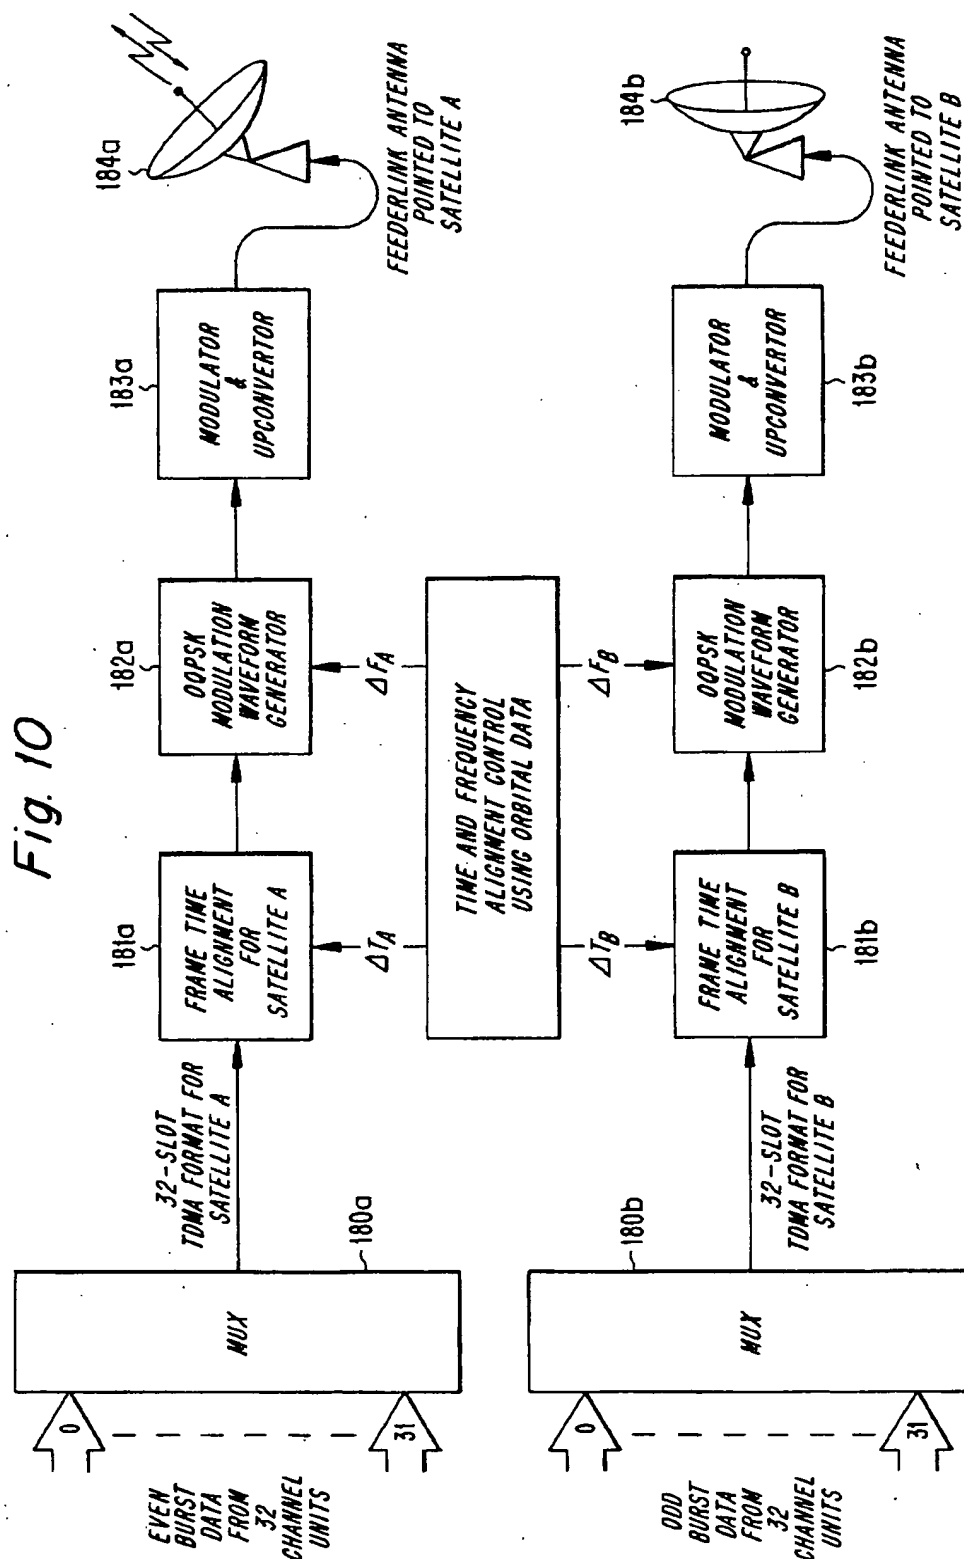 Fig. 10
EVEN
BURST
DATA
FROM
32
CHANNEL
UNITS
0
31
MUX
180a
32-SLOT
TDMA FORMAT FOR
SATELLITE A
181a
FRAME TIME
ALIGNMENT
FOR
SATELLITE A
182a
OQPSK
MODULATION
WAVEFORM
GENERATOR
183a
MODULATOR
&
UPCONVERTOR
184a
FEEDERLINK ANTENNA
POINTED TO
SATELLITE A
ΔTA
ΔFA
TIME AND FREQUENCY
ALIGNMENT CONTROL
USING ORBITAL DATA
ΔTB
ΔFB
ODD
BURST
DATA
FROM
32
CHANNEL
UNITS
0
31
MUX
180b
32-SLOT
TDMA FORMAT FOR
SATELLITE B
FRAME TIME
ALIGNMENT
FOR
SATELLITE B
181b
OQPSK
MODULATION
WAVEFORM
GENERATOR
182b
MODULATOR
&
UPCONVERTOR
183b
184b
FEEDERLINK ANTENNA
POINTED TO
SATELLITE B